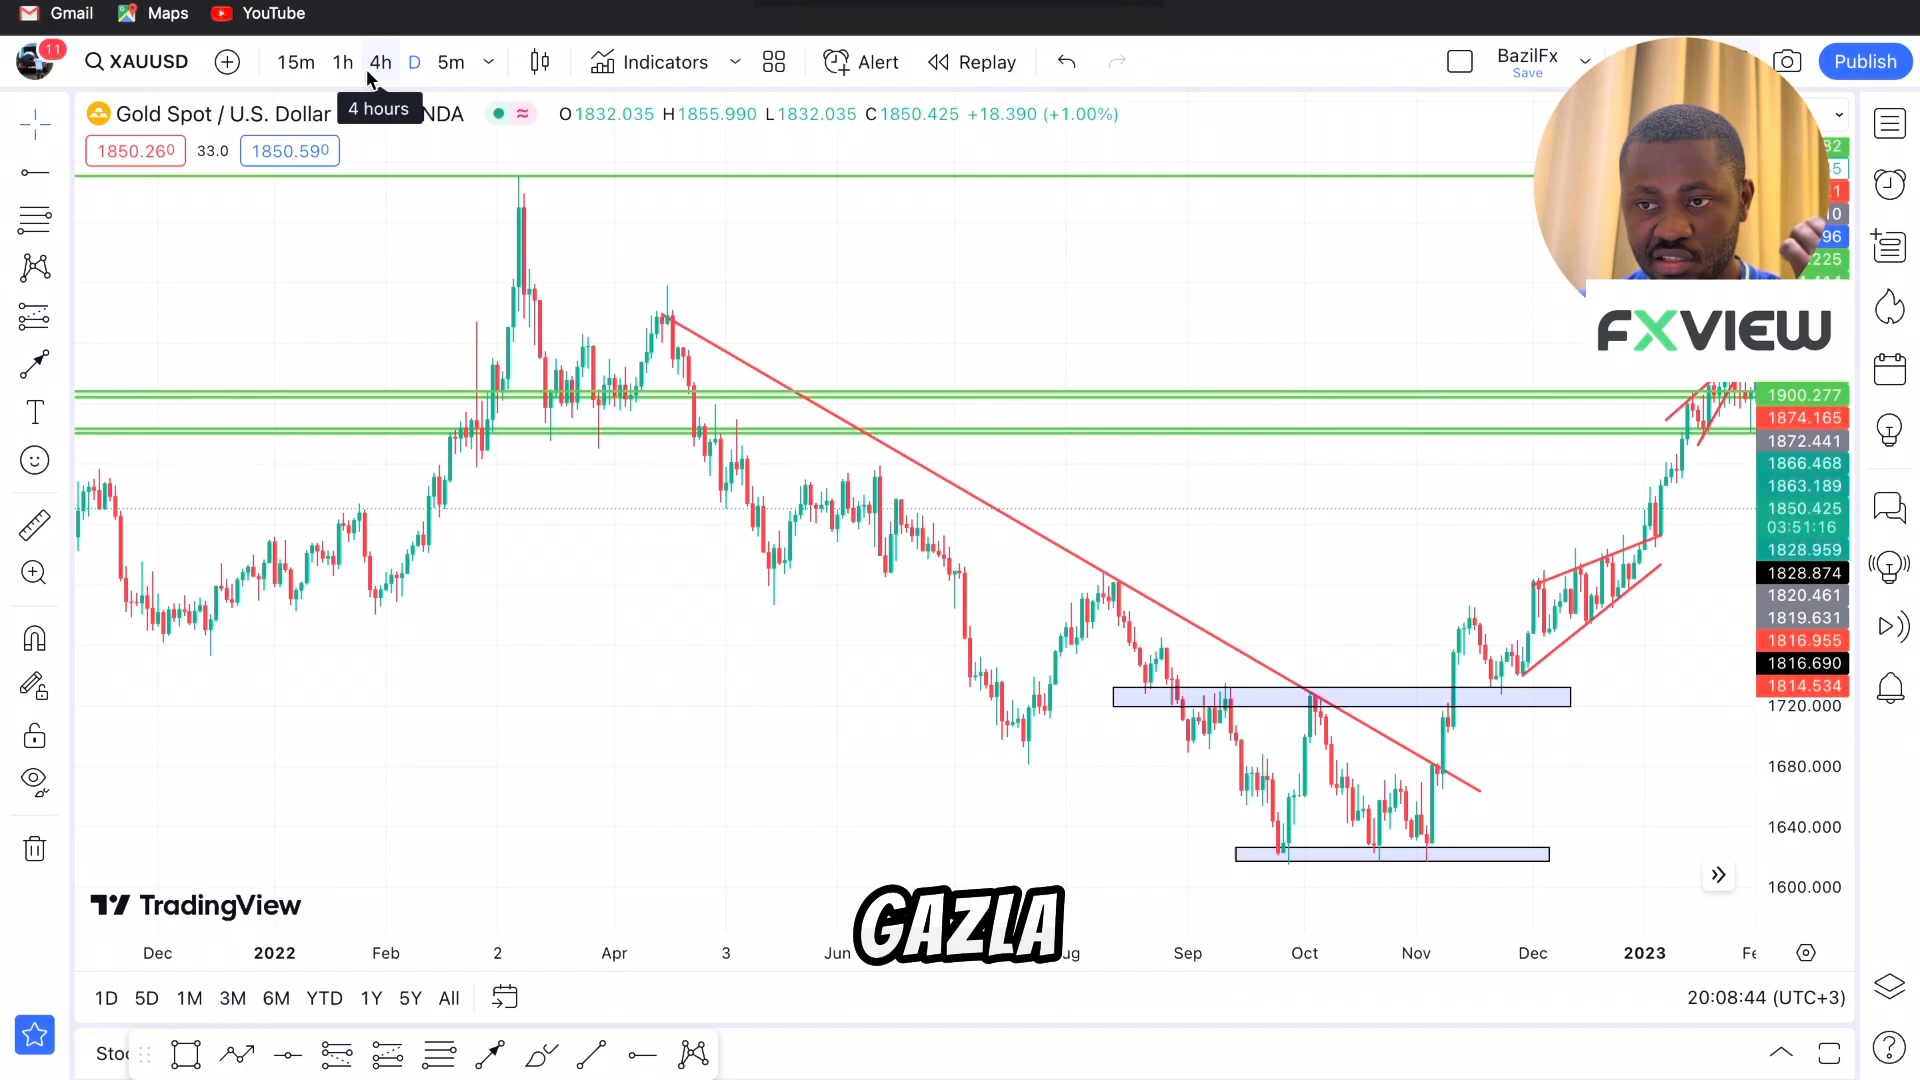 Gmail Maps YouTube
11 XAUUSD 15m 1h 4h D 5m Indicators Alert Replay BazilFx Publish
Save
4 hours
Gold Spot / U.S. Dollar NDA O1832.035 H1855.990 L1832.035 C1850.425 +18.390 (+1.00%)
1850.260 33.0 1850.590
FXVIEW
1900.277
1874.165
1872.441
1866.468
1863.189
1850.425
03:51:16
1828.959
1828.874
1820.461
1819.631
1816.955
1816.690
1814.534
1720.000
1680.000
1640.000
1600.000
TradingView
GAZLA
Dec 2022 Feb 2 Apr 3 Jun ug Sep Oct Nov Dec 2023 Fe
1D 5D 1M 3M 6M YTD 1Y 5Y All 20:08:44 (UTC+3)
Stoc